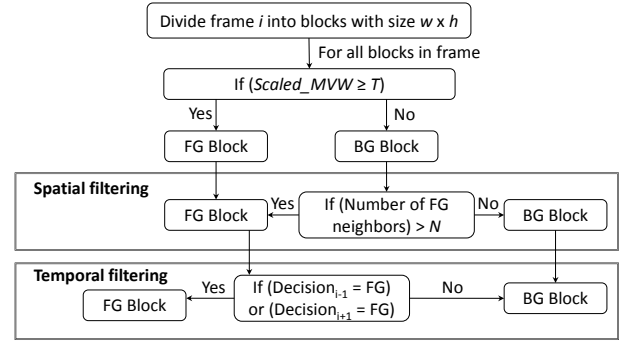 Divide frame i into blocks with size w x h
For all blocks in frame
If (Scaled_MVW ≥ T)
Yes
No
FG Block
BG Block
Spatial filtering
FG Block
Yes
If (Number of FG
neighbors) > N
No
BG Block
Temporal filtering
FG Block
Yes
If (Decisioni-1 = FG)
or (Decisioni+1 = FG)
No
BG Block